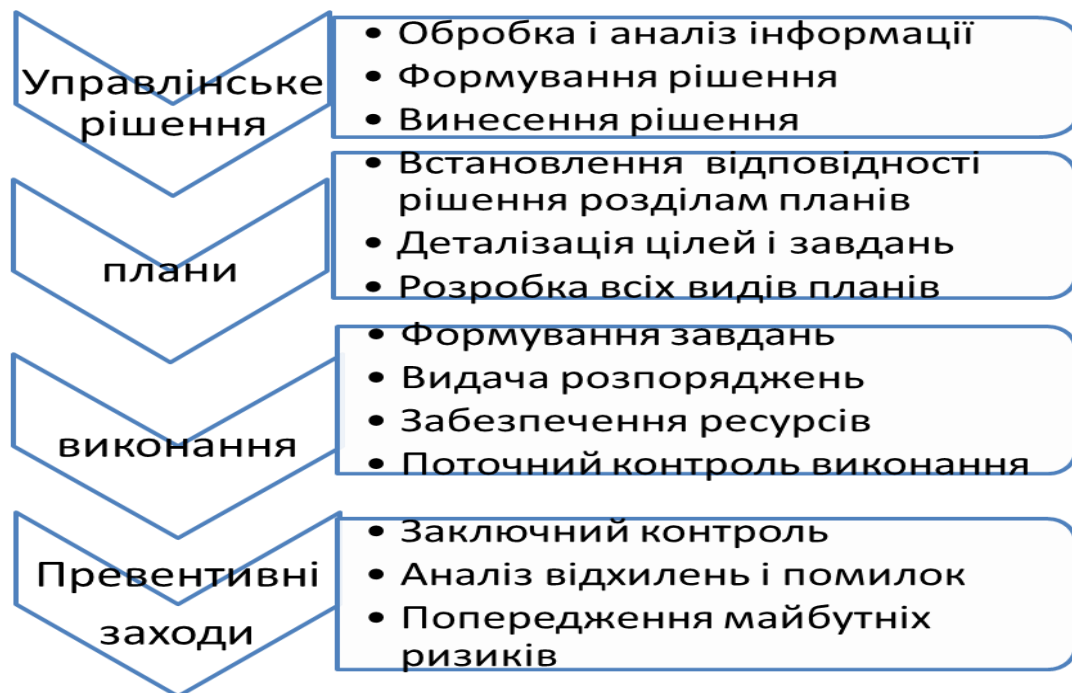 Управлінське
рішення
• Обробка і аналіз інформації
• Формування рішення
• Винесення рішення
плани
• Встановлення відповідності
рішення розділам планів
• Деталізація цілей і завдань
• Розробка всіх видів планів
виконання
• Формування завдань
• Видача розпоряджень
• Забезпечення ресурсів
• Поточний контроль виконання
Превентивні
заходи
• Заключний контроль
• Аналіз відхилень і помилок
• Попередження майбутніх
ризиків